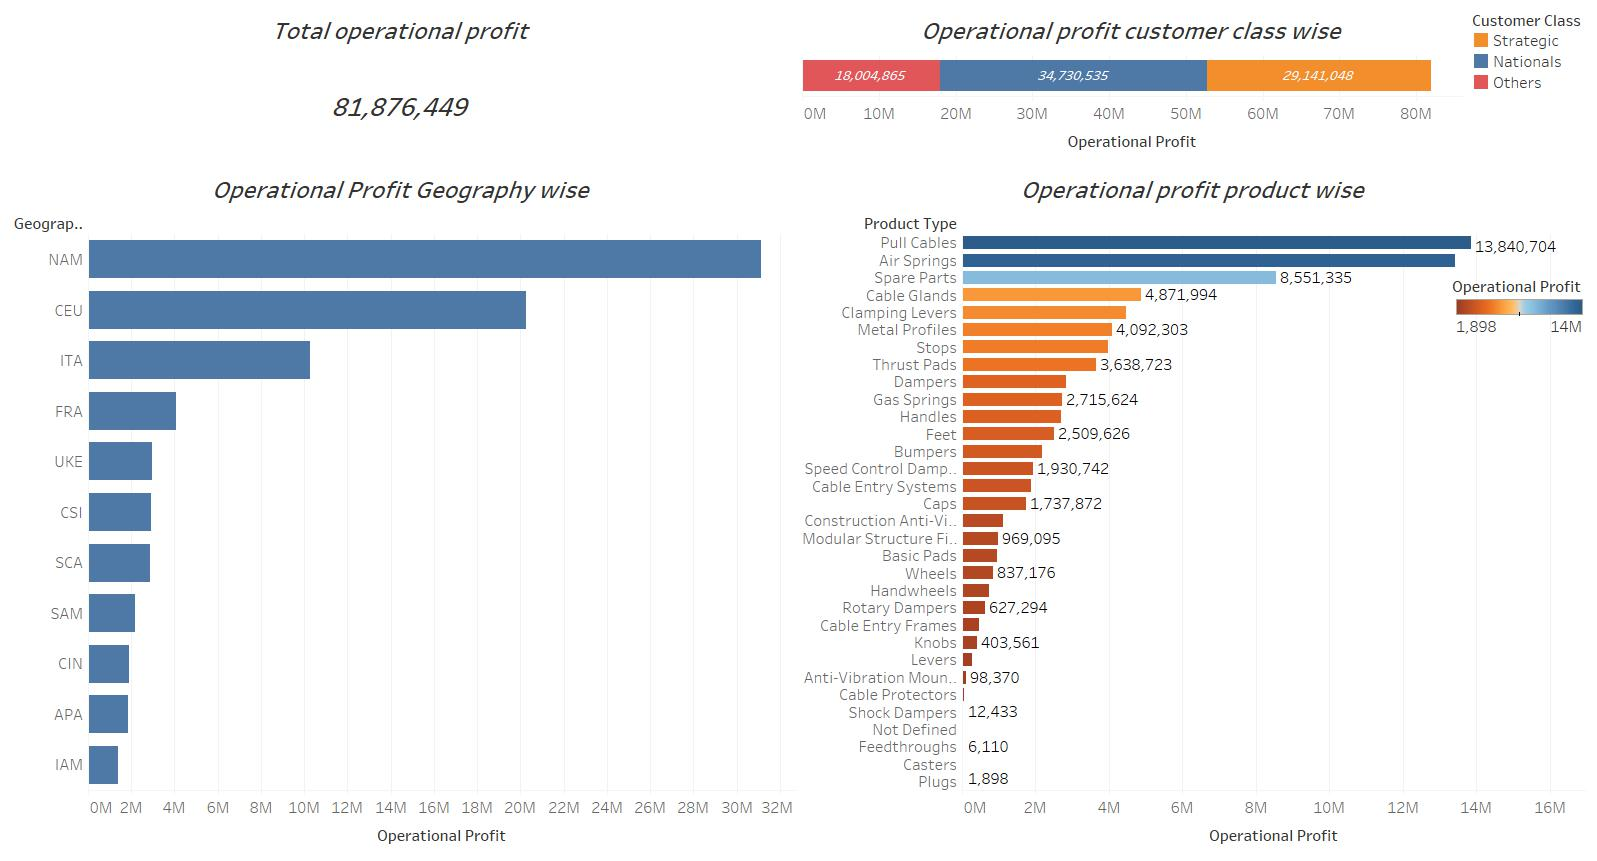 Total operational profit
81,876,449
Operational profit customer class wise
18,004,865 34,730,535 29,141,048
0M 10M 20M 30M 40M 50M 60M 70M 80M
Operational Profit
Customer Class
Strategic
Nationals
Others
Operational Profit Geography wise
Geograp..
NAM
CEU
ITA
FRA
UKE
CSI
SCA
SAM
CIN
APA
IAM
0M 2M 4M 6M 8M 10M 12M 14M 16M 18M 20M 22M 24M 26M 28M 30M 32M
Operational Profit
Operational profit product wise
Product Type
Pull Cables 13,840,704
Air Springs
Spare Parts 8,551,335
Cable Glands 4,871,994
Clamping Levers
Metal Profiles 4,092,303
Stops
Thrust Pads 3,638,723
Dampers
Gas Springs 2,715,624
Handles
Feet 2,509,626
Bumpers
Speed Control Damp.. 1,930,742
Cable Entry Systems
Caps 1,737,872
Construction Anti-Vi..
Modular Structure Fi.. 969,095
Basic Pads
Wheels 837,176
Handwheels
Rotary Dampers 627,294
Cable Entry Frames
Knobs 403,561
Levers
Anti-Vibration Moun.. 98,370
Cable Protectors
Shock Dampers 12,433
Not Defined
Feedthroughs 6,110
Casters
Plugs 1,898
0M 2M 4M 6M 8M 10M 12M 14M 16M
Operational Profit
Operational Profit
1,898 14M